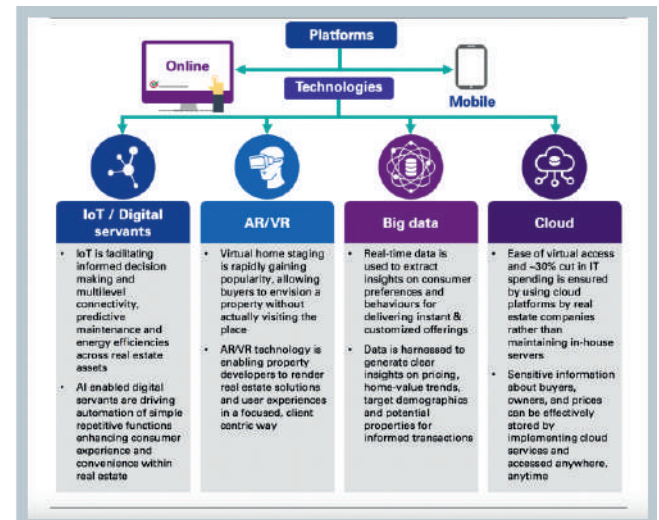 Platforms
Online
Technologies
Mobile
IoT / Digital
servants
• IoT is facilitating
informed decision
making and
multilevel
connectivity,
predictive
maintenance and
energy efficiencies
across real estate
assets
• AI enabled digital
servants are driving
automation of simple
repetitive functions
enhancing consumer
experience and
convenience within
real estate
AR/VR
• Virtual home staging
is rapidly gaining
popularity, allowing
buyers to envision a
property without
actually visiting the
place
• AR/VR technology is
enabling property
developers to render
real estate solutions
and user experiences
in a focused, client
centric way
Big data
• Real-time data is
used to extract
insights on consumer
preferences and
behaviours for
delivering instant &
customized offerings
• Data is harnessed to
generate clear
insights on pricing,
home-value trends,
target demographics
and potential
properties for
informed transactions
Cloud
• Ease of virtual access
and ~30% cut in IT
spending is ensured
by using cloud
platforms by real
estate companies
rather than
maintaining in-house
servers
• Sensitive information
about buyers,
owners, and prices
can be effectively
stored by
implementing cloud
services and
accessed anywhere,
anytime